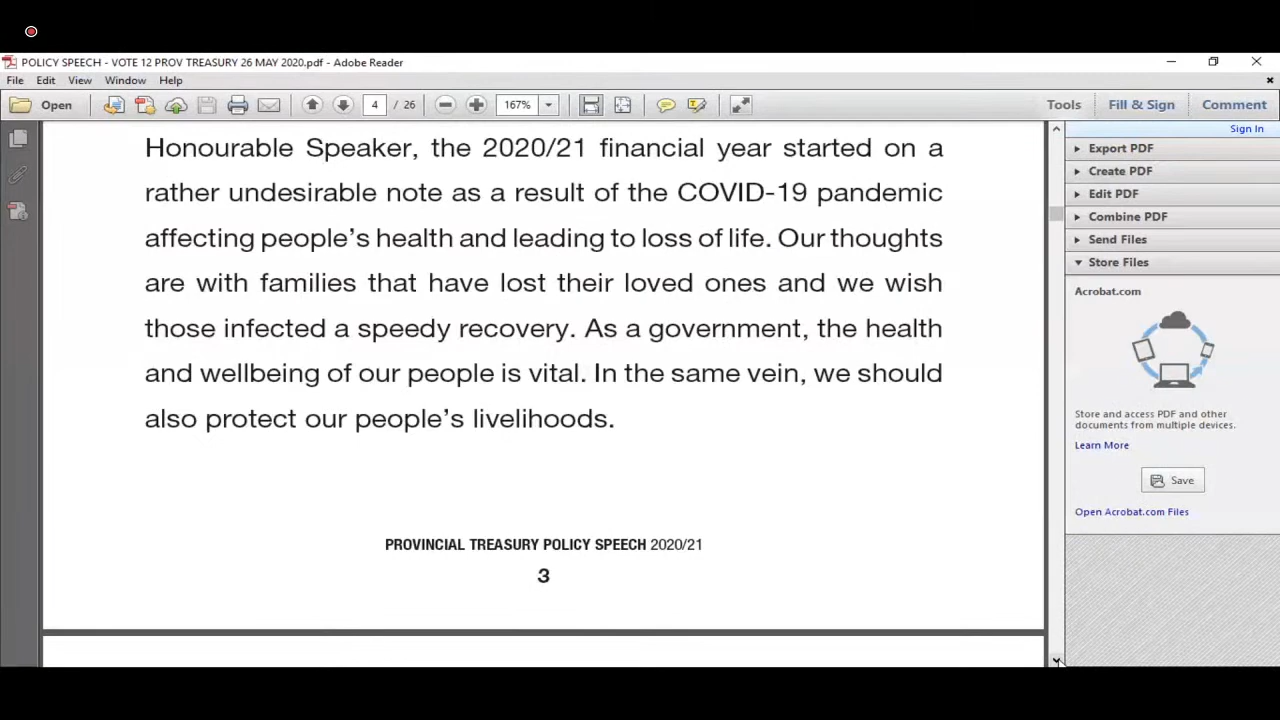 POLICY SPEECH - VOTE 12 PROV TREASURY 26 MAY 2020.pdf - Adobe Reader
File Edit View Window Help
Open 4 / 26 167% Tools Fill & Sign Comment
Sign In
Honourable Speaker, the 2020/21 financial year started on a
rather undesirable note as a result of the COVID-19 pandemic
affecting people's health and leading to loss of life. Our thoughts
are with families that have lost their loved ones and we wish
those infected a speedy recovery. As a government, the health
and wellbeing of our people is vital. In the same vein, we should
also protect our people's livelihoods.
PROVINCIAL TREASURY POLICY SPEECH 2020/21
3
Export PDF
Create PDF
Edit PDF
Combine PDF
Send Files
Store Files
Acrobat.com
Store and access PDF and other
documents from multiple devices.
Learn More
Save
Open Acrobat.com Files